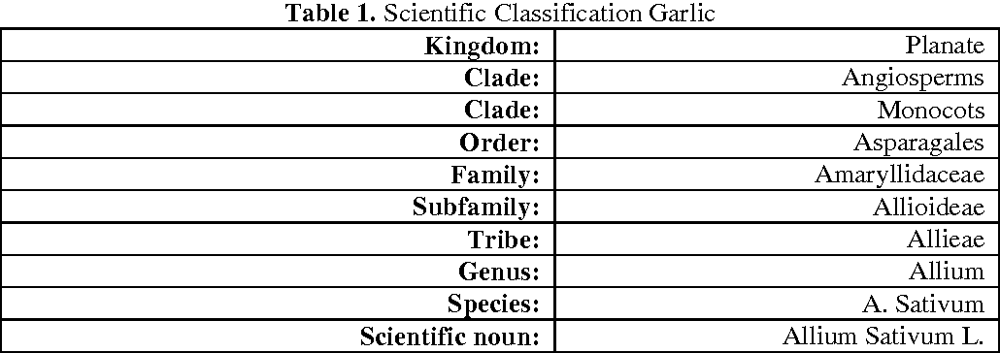 Table 1. Scientific Classification Garlic
Kingdom: Planate
Clade: Angiosperms
Clade: Monocots
Order: Asparagales
Family: Amaryllidaceae
Subfamily: Allioideae
Tribe: Allieae
Genus: Allium
Species: A. Sativum
Scientific noun: Allium Sativum L.